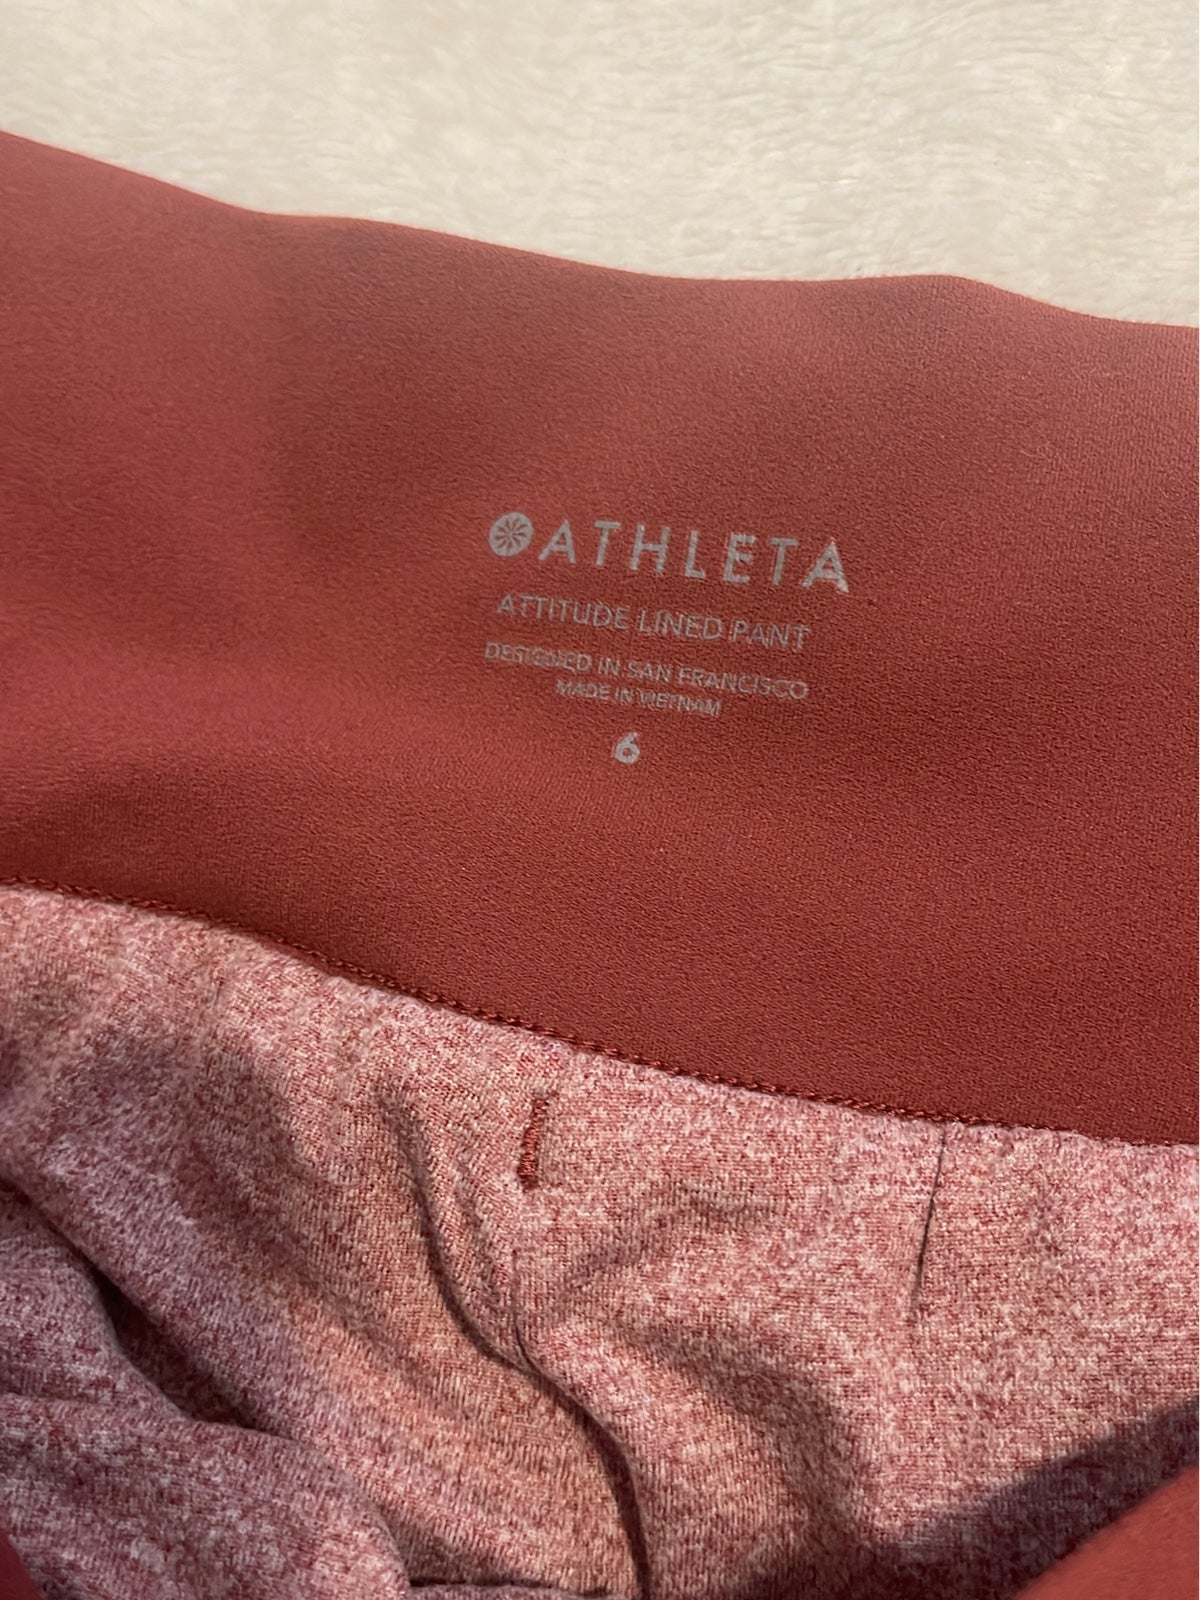 ATHLETA
ATTITUDE LINED PANT
DESIGNED IN SAN FRANCISCO
MADE IN VIETNAM
6